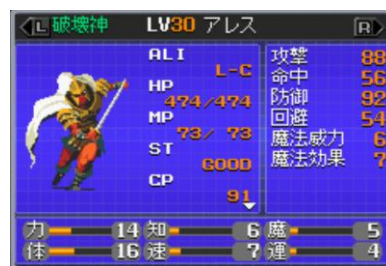 L 破壊神 LV30 アレス R
ALI
L-C
HP
474/474
MP
73/ 73
ST
GOOD
CP
91
攻撃 88
命中 56
防御 92
回避 54
魔法威力 6
魔法効果 7
力 14 知 6 魔 5
体 16 速 7 運 4